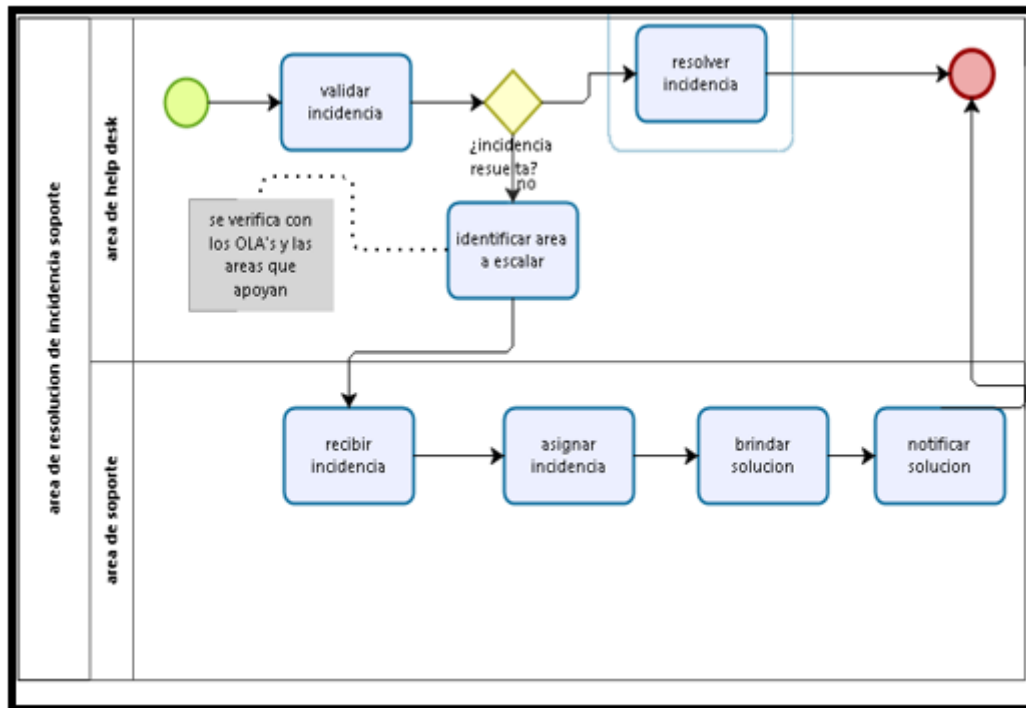 area de resolucion de incidencia soporte
area de help desk
validar
incidencia
¿incidencia
resuelta?
no
resolver
incidencia
se verifica con
los OLA's y las
areas que
apoyan
identificar area
a escalar
area de soporte
recibir
incidencia
asignar
incidencia
brindar
solucion
notificar
solucion